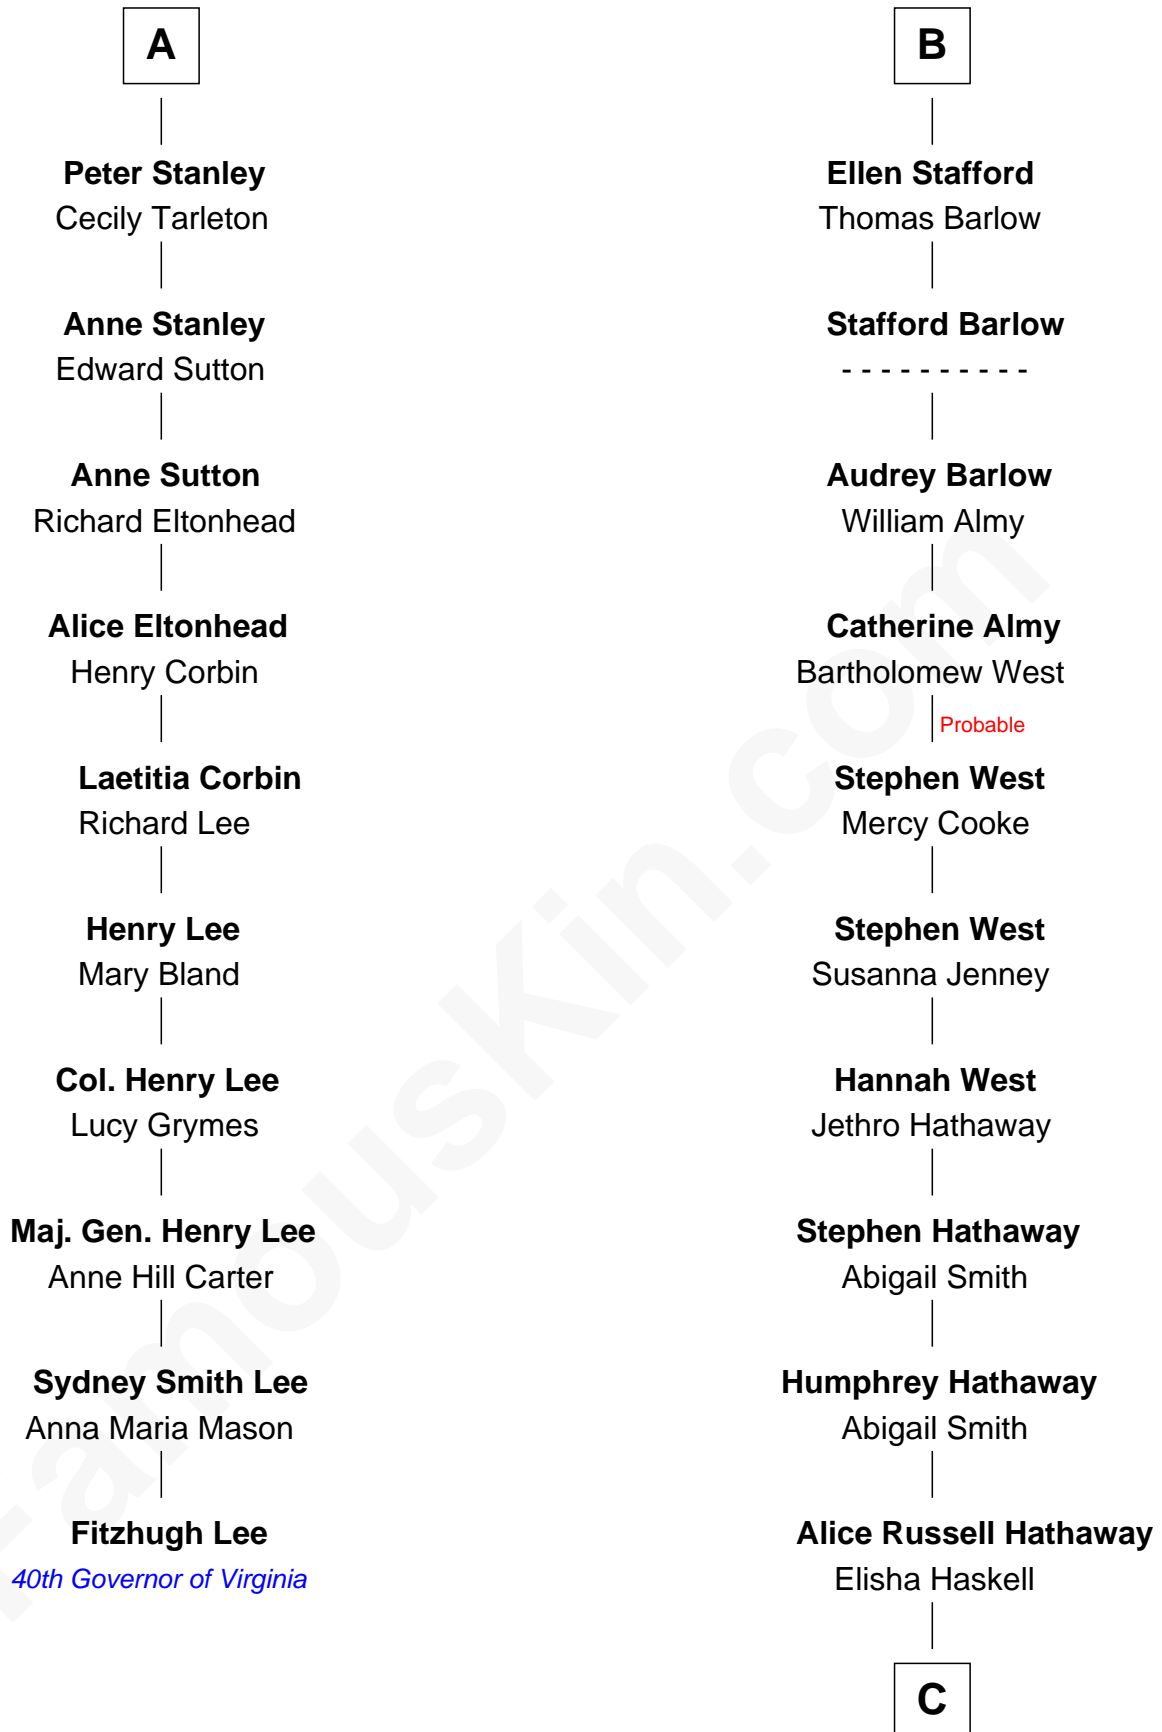 A
Peter Stanley
Cecily Tarleton
Anne Stanley
Edward Sutton
Anne Sutton
Richard Eltonhead
Alice Eltonhead
Henry Corbin
Laetitia Corbin
Richard Lee
Henry Lee
Mary Bland
Col. Henry Lee
Lucy Grymes
Maj. Gen. Henry Lee
Anne Hill Carter
Sydney Smith Lee
Anna Maria Mason
Fitzhugh Lee
40th Governor of Virginia
B
Ellen Stafford
Thomas Barlow
Stafford Barlow
- - - - - - - - - -
Audrey Barlow
William Almy
Catherine Almy
Bartholomew West
Probable
Stephen West
Mercy Cooke
Stephen West
Susanna Jenney
Hannah West
Jethro Hathaway
Stephen Hathaway
Abigail Smith
Humphrey Hathaway
Abigail Smith
Alice Russell Hathaway
Elisha Haskell
C
FamousKin.com